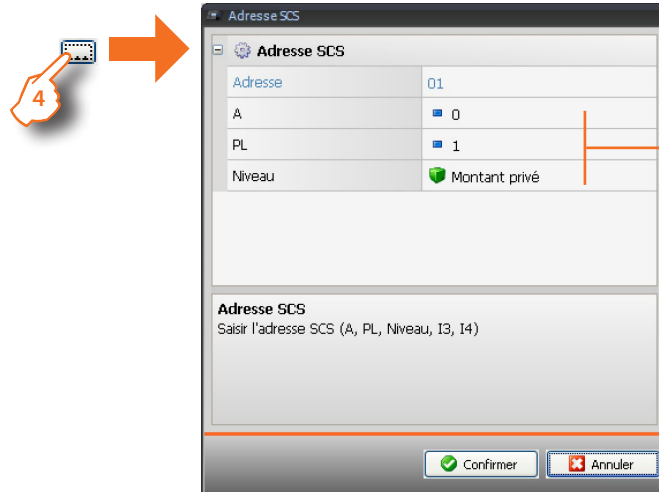 Adresse SCS
4
Adresse SCS
Adresse 01
A 0
PL 1
Niveau Montant privé
Adresse SCS
Saisir l'adresse SCS (A, PL, Niveau, I3, I4)
Confirmer Annuler